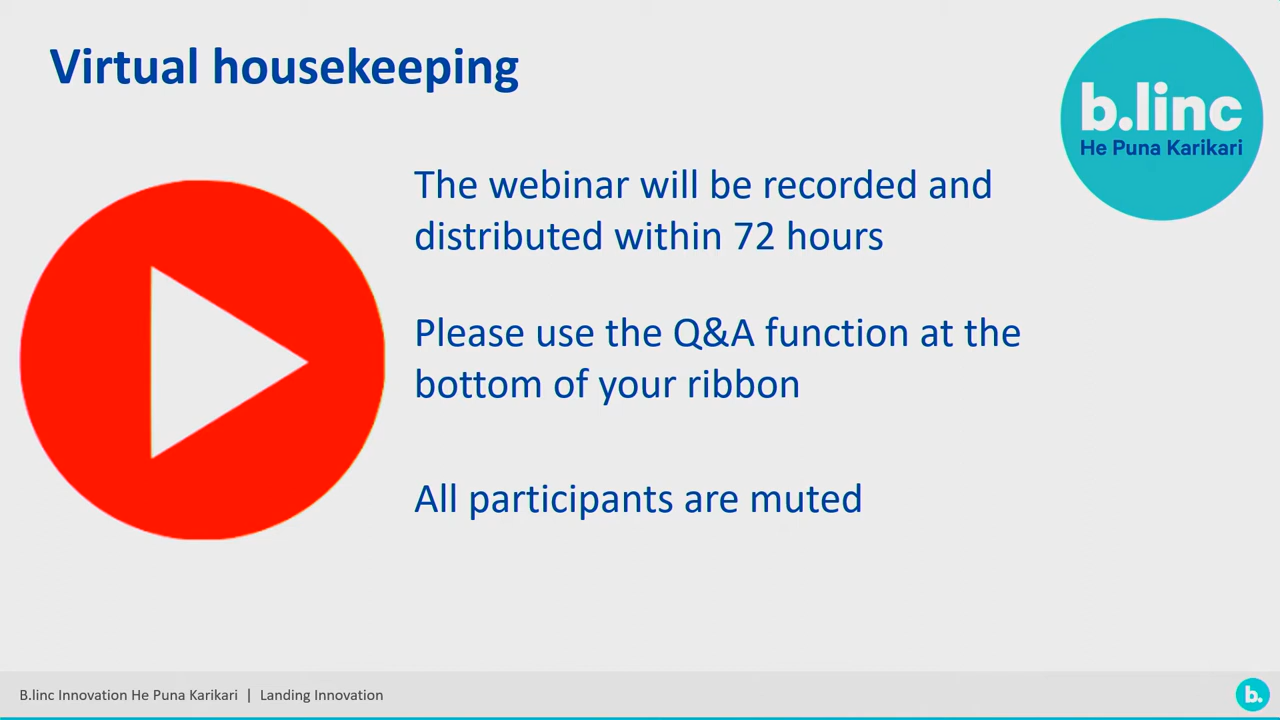 Virtual housekeeping
b.linc
He Puna Karikari
The webinar will be recorded and
distributed within 72 hours
Please use the Q&A function at the
bottom of your ribbon
All participants are muted
B.linc Innovation He Puna Karikari | Landing Innovation
b.